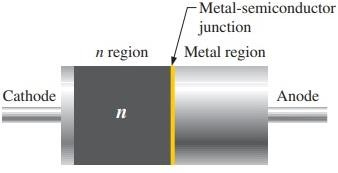 Metal-semiconductor
junction
n region
Metal region
Cathode
n
Anode